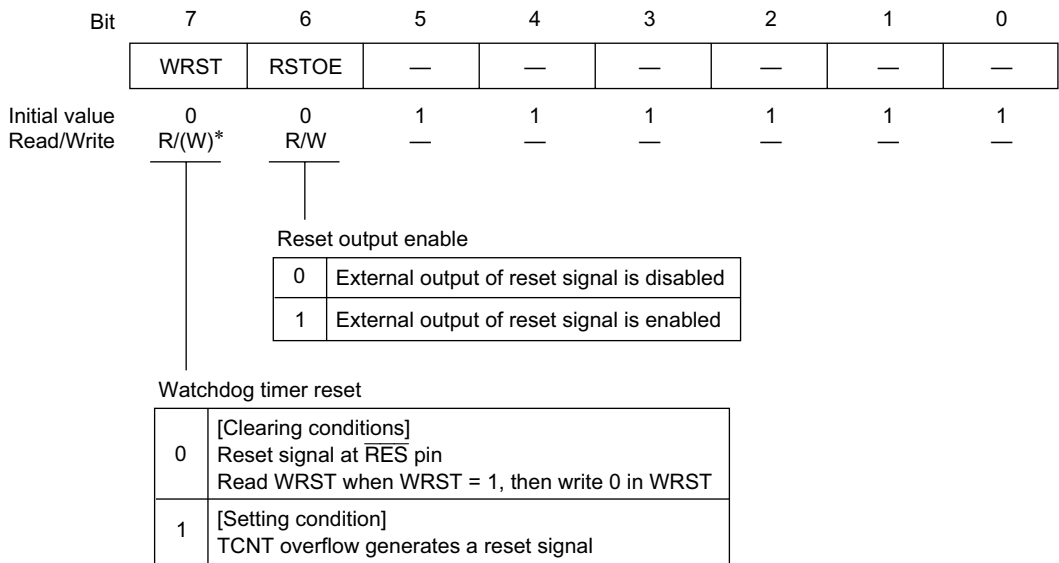 Bit 7 6 5 4 3 2 1 0
WRST RSTOE — — — — — —
Initial value 0 0 1 1 1 1 1 1
Read/Write R/(W)* R/W — — — — — —
Reset output enable
0 External output of reset signal is disabled
1 External output of reset signal is enabled
Watchdog timer reset
[Clearing conditions]
0 Reset signal at R̅E̅S̅ pin
Read WRST when WRST = 1, then write 0 in WRST
1 [Setting condition]
TCNT overflow generates a reset signal